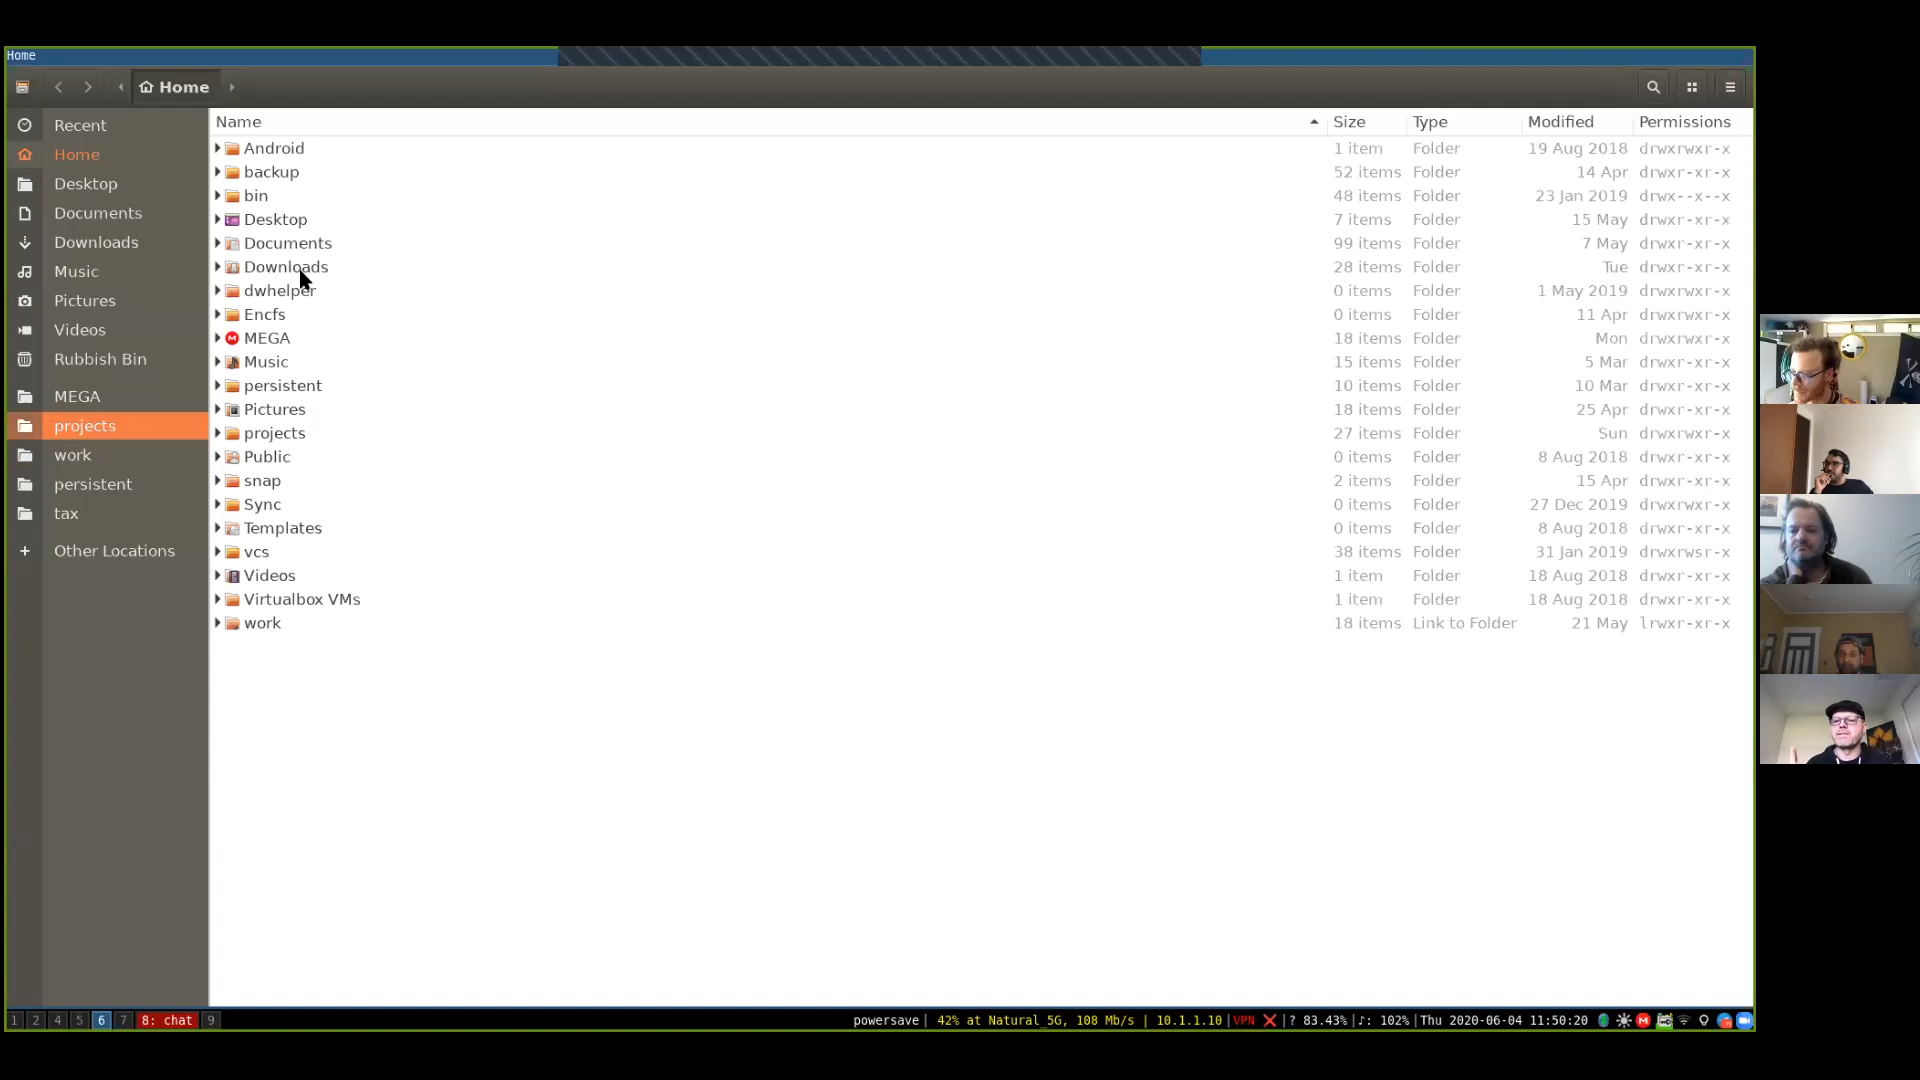 Home
Home
Recent
Home
Desktop
Documents
Downloads
Music
Pictures
Videos
Rubbish Bin
MEGA
projects
work
persistent
tax
Other Locations
Name Size Type Modified Permissions
Android 1 item Folder 19 Aug 2018 drwxrwxr-x
backup 52 items Folder 14 Apr drwxr-xr-x
bin 48 items Folder 23 Jan 2019 drwx--x--x
Desktop 7 items Folder 15 May drwxr-xr-x
Documents 99 items Folder 7 May drwxr-xr-x
Downloads 28 items Folder Tue drwxr-xr-x
dwhelper 0 items Folder 1 May 2019 drwxrwxr-x
Encfs 0 items Folder 11 Apr drwxr-xr-x
MEGA 18 items Folder Mon drwxrwxr-x
Music 15 items Folder 5 Mar drwxr-xr-x
persistent 10 items Folder 10 Mar drwxrwxr-x
Pictures 18 items Folder 25 Apr drwxr-xr-x
projects 27 items Folder Sun drwxrwxr-x
Public 0 items Folder 8 Aug 2018 drwxr-xr-x
snap 2 items Folder 15 Apr drwxr-xr-x
Sync 0 items Folder 27 Dec 2019 drwxrwxr-x
Templates 0 items Folder 8 Aug 2018 drwxr-xr-x
vcs 38 items Folder 31 Jan 2019 drwxrwsr-x
Videos 1 item Folder 18 Aug 2018 drwxr-xr-x
Virtualbox VMs 1 item Folder 18 Aug 2018 drwxr-xr-x
work 18 items Link to Folder 21 May lrwxr-xr-x
1 2 4 5 6 7 8: chat 9 powersave| 42% at Natural_5G, 108 Mb/s | 10.1.1.10 |VPN ❌ |? 83.43%|♪: 102%|Thu 2020-06-04 11:50:20